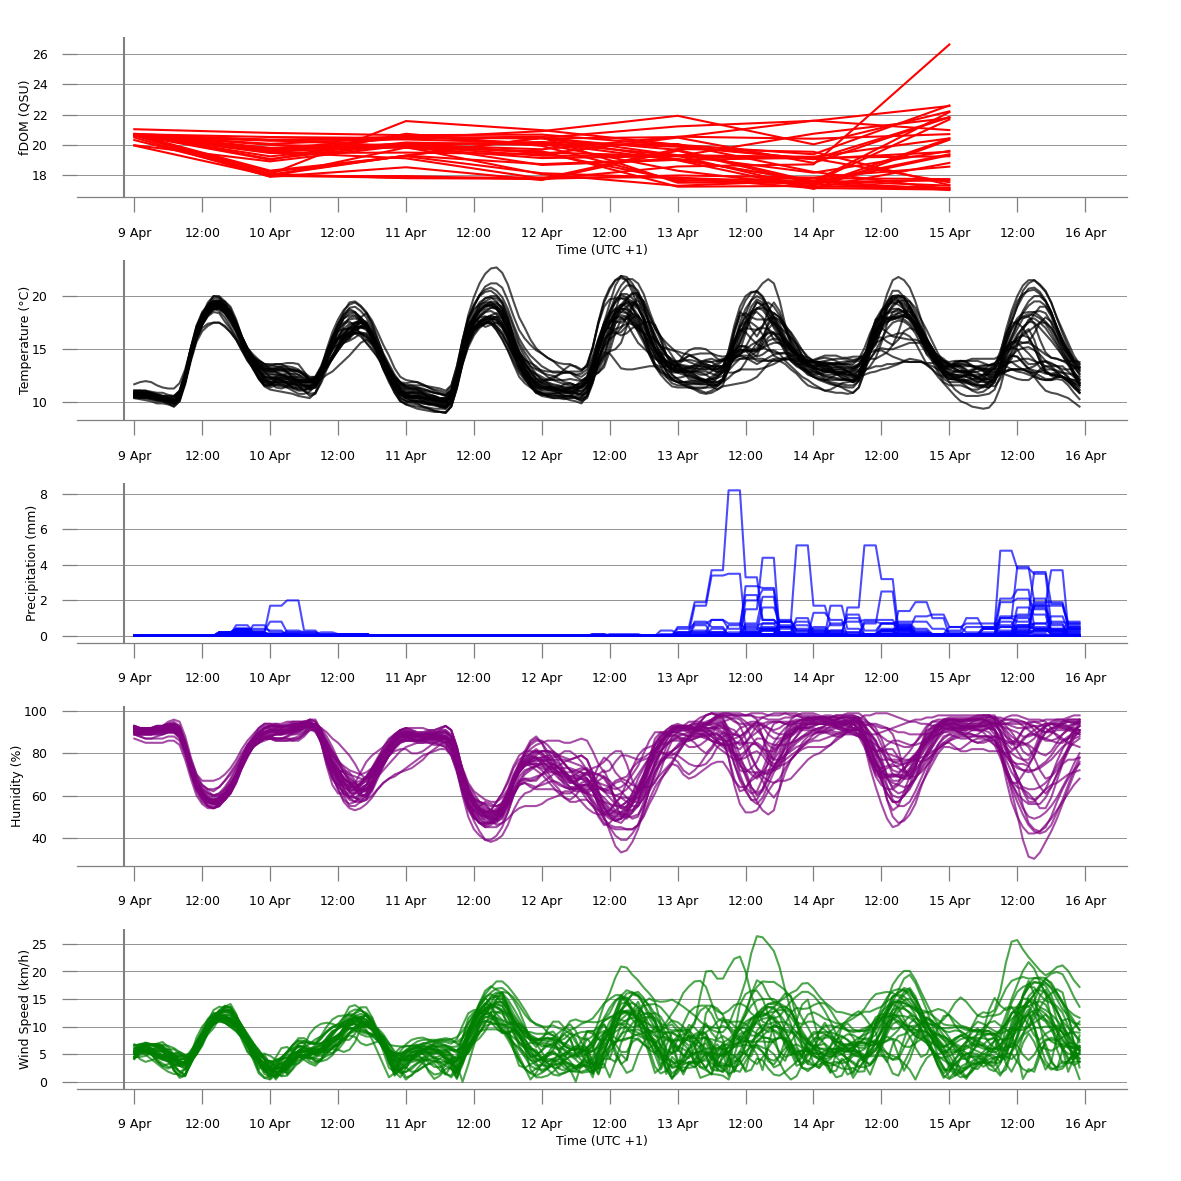 26
24
22
20
18
fDOM (QSU)
9 Apr 12:00 10 Apr 12:00 11 Apr 12:00 12 Apr 12:00 13 Apr 12:00 14 Apr 12:00 15 Apr 12:00 16 Apr
Time (UTC +1)
20
15
10
Temperature (°C)
9 Apr 12:00 10 Apr 12:00 11 Apr 12:00 12 Apr 12:00 13 Apr 12:00 14 Apr 12:00 15 Apr 12:00 16 Apr
8
6
4
2
0
Precipitation (mm)
9 Apr 12:00 10 Apr 12:00 11 Apr 12:00 12 Apr 12:00 13 Apr 12:00 14 Apr 12:00 15 Apr 12:00 16 Apr
100
80
60
40
Humidity (%)
9 Apr 12:00 10 Apr 12:00 11 Apr 12:00 12 Apr 12:00 13 Apr 12:00 14 Apr 12:00 15 Apr 12:00 16 Apr
25
20
15
10
5
0
Wind Speed (km/h)
9 Apr 12:00 10 Apr 12:00 11 Apr 12:00 12 Apr 12:00 13 Apr 12:00 14 Apr 12:00 15 Apr 12:00 16 Apr
Time (UTC +1)